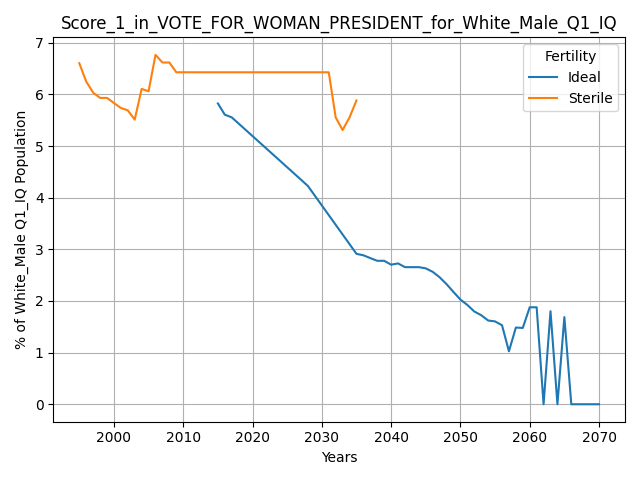 Score_1_in_VOTE_FOR_WOMAN_PRESIDENT_for_White_Male_Q1_IQ
Fertility
Ideal
Sterile
% of White_Male Q1_IQ Population
7
6
5
4
3
2
1
0
2000 2010 2020 2030 2040 2050 2060 2070
Years